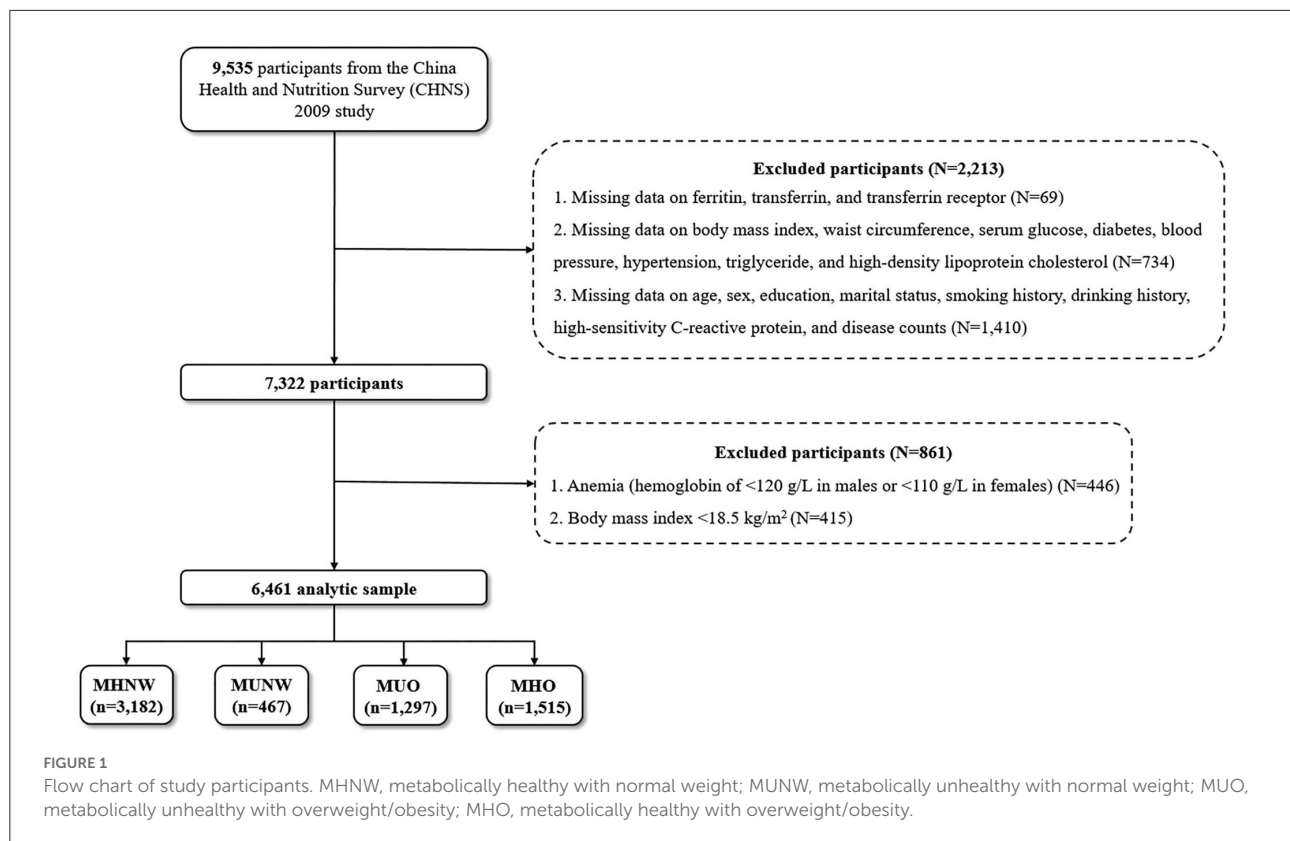 9,535 participants from the China
Health and Nutrition Survey (CHNS)
2009 study
Excluded participants (N=2,213)
1. Missing data on ferritin, transferrin, and transferrin receptor (N=69)
2. Missing data on body mass index, waist circumference, serum glucose, diabetes, blood
pressure, hypertension, triglyceride, and high-density lipoprotein cholesterol (N=734)
3. Missing data on age, sex, education, marital status, smoking history, drinking history,
high-sensitivity C-reactive protein, and disease counts (N=1,410)
7,322 participants
Excluded participants (N=861)
1. Anemia (hemoglobin of <120 g/L in males or <110 g/L in females) (N=446)
2. Body mass index <18.5 kg/m² (N=415)
6,461 analytic sample
MHNW
(n=3,182)
MUNW
(n=467)
MUO
(n=1,297)
MHO
(n=1,515)
FIGURE 1
Flow chart of study participants. MHNW, metabolically healthy with normal weight; MUNW, metabolically unhealthy with normal weight; MUO,
metabolically unhealthy with overweight/obesity; MHO, metabolically healthy with overweight/obesity.